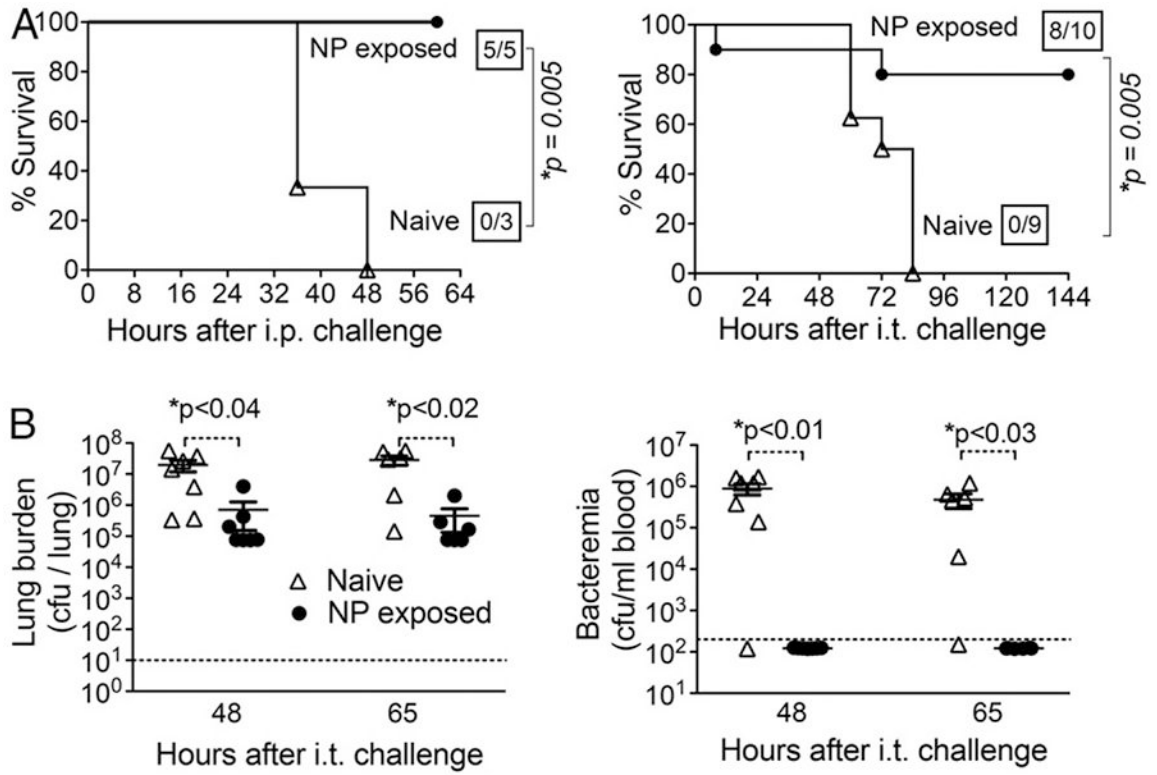 A
% Survival
100
80
60
40
20
0
NP exposed 5/5
Naive 0/3
*p = 0.005
0 8 16 24 32 40 48 56 64
Hours after i.p. challenge
% Survival
100
80
60
40
20
0
NP exposed 8/10
Naive 0/9
*p = 0.005
0 24 48 72 96 120 144
Hours after i.t. challenge
B
Lung burden
(cfu / lung)
10⁸
10⁷
10⁶
10⁵
10⁴
10³
10²
10¹
10⁰
*p<0.04 *p<0.02
Naive
NP exposed
48 65
Hours after i.t. challenge
Bacteremia
(cfu/ml blood)
10⁷
10⁶
10⁵
10⁴
10³
10²
10¹
*p<0.01 *p<0.03
48 65
Hours after i.t. challenge